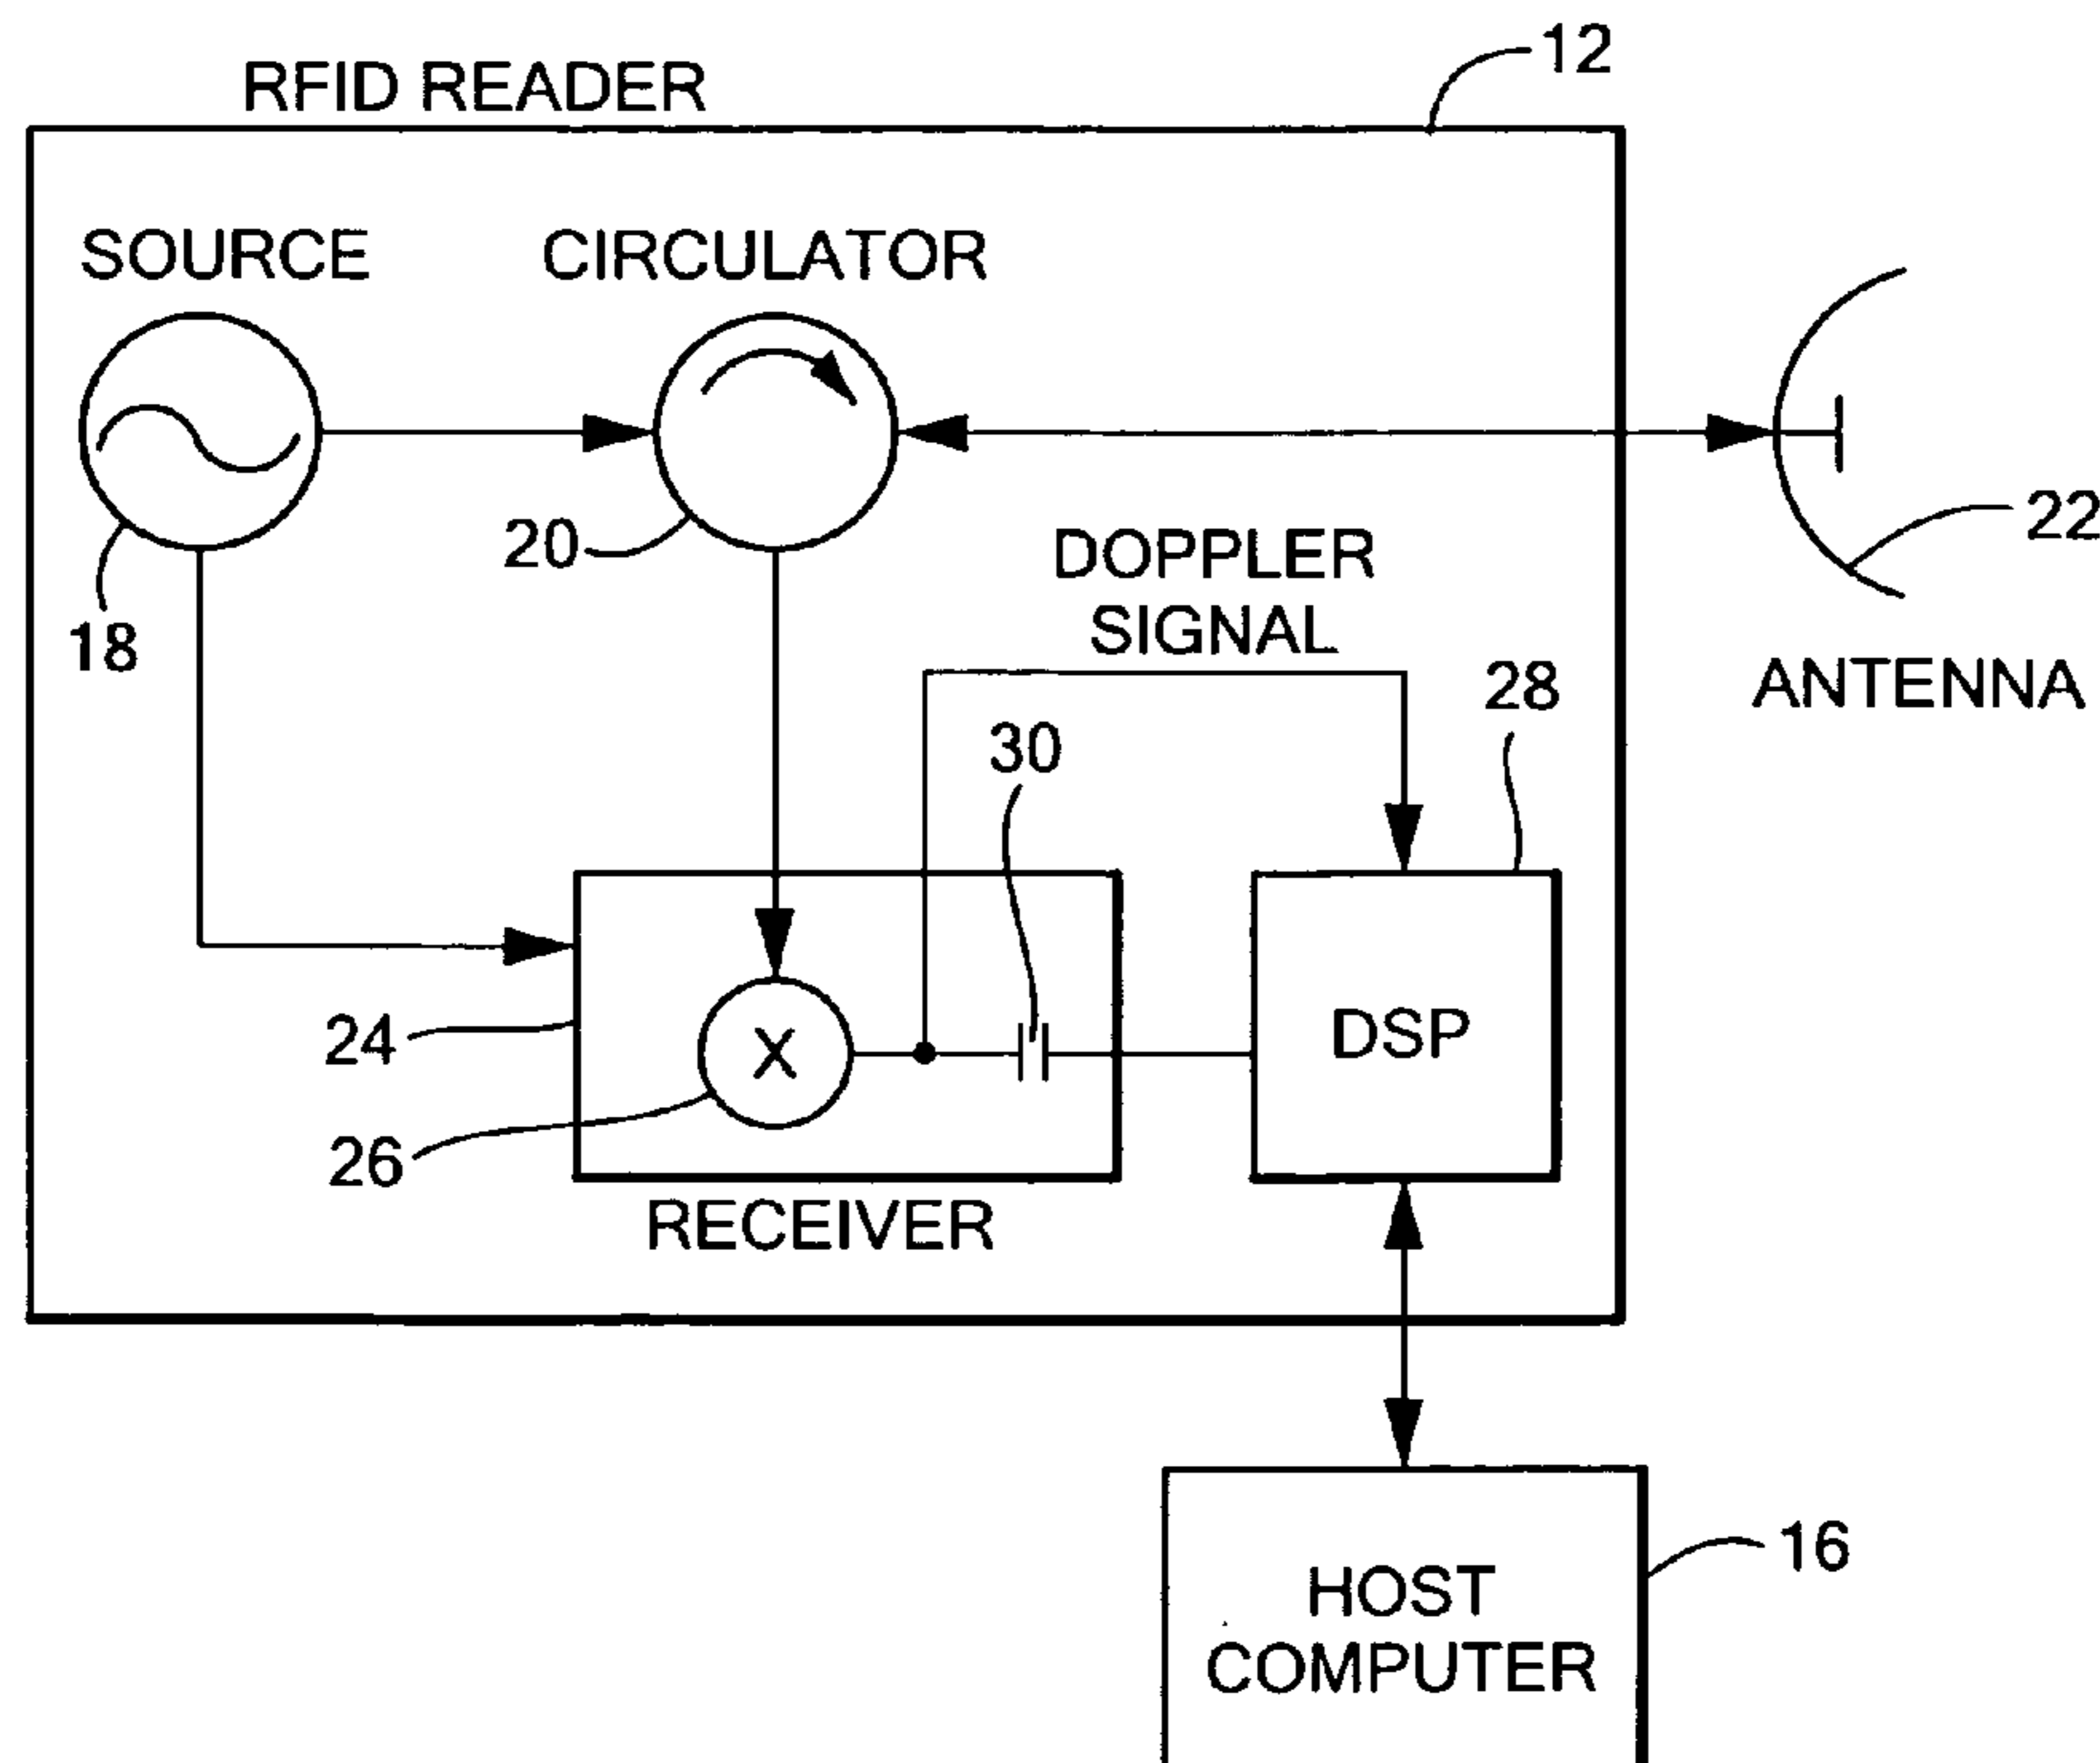 12
RFID READER
SOURCE
CIRCULATOR
20
22
DOPPLER
SIGNAL
18
ANTENNA
28
30
24
X
DSP
26
RECEIVER
16
HOST
COMPUTER